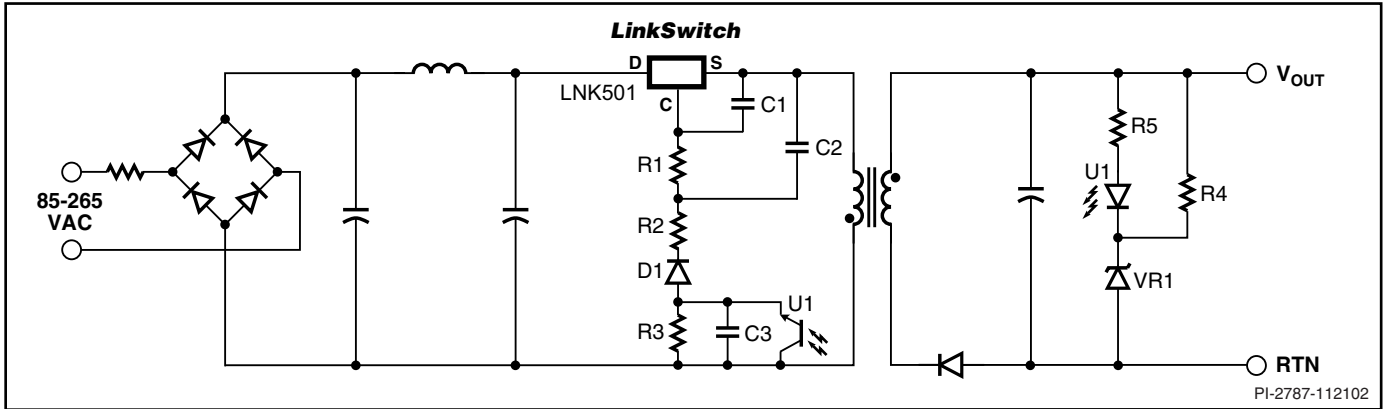 LinkSwitch
D
S
LNK501
C
C1
C2
R1
R2
D1
R3
C3
U1
85-265
VAC
R5
U1
R4
VR1
VOUT
RTN
PI-2787-112102